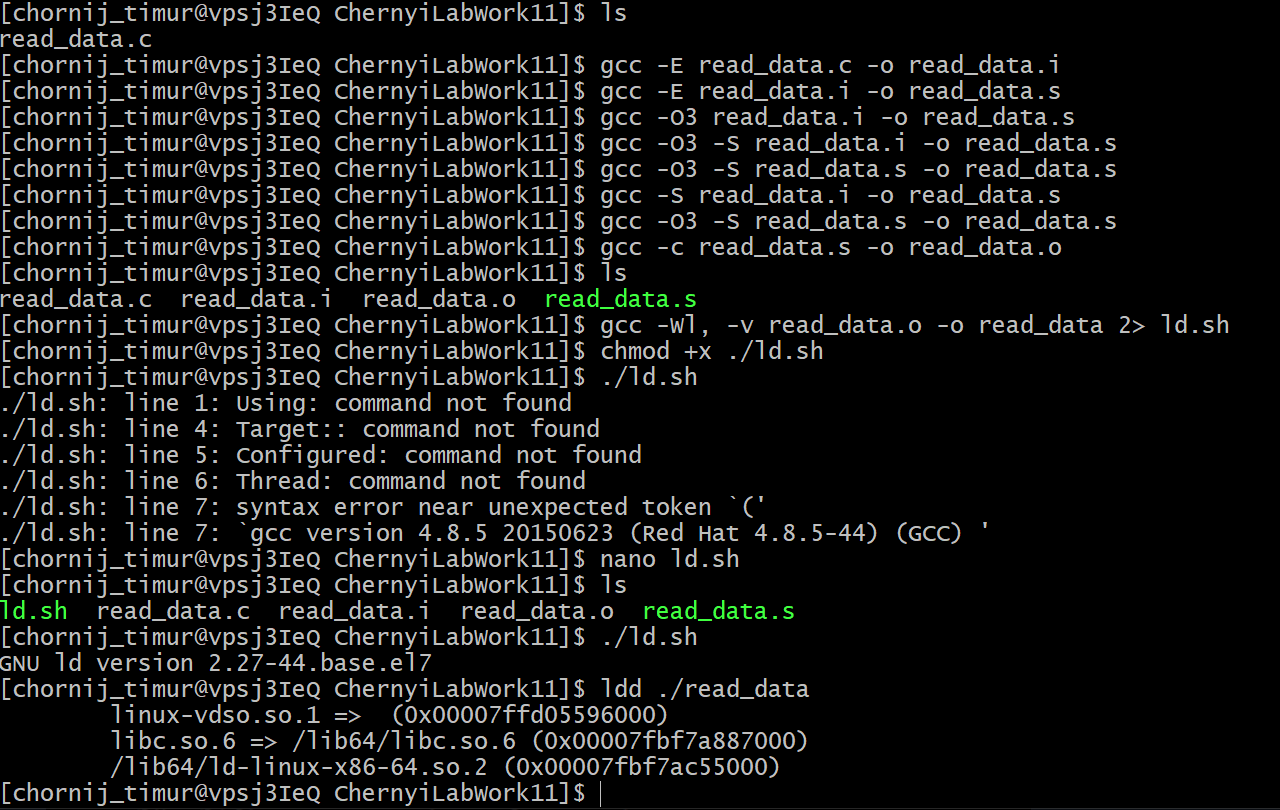 [chornij_timur@vpsj3IeQ ChernyiLabWork11]$ ls
read_data.c
[chornij_timur@vpsj3IeQ ChernyiLabWork11]$ gcc -E read_data.c -o read_data.i
[chornij_timur@vpsj3IeQ ChernyiLabWork11]$ gcc -E read_data.i -o read_data.s
[chornij_timur@vpsj3IeQ ChernyiLabWork11]$ gcc -O3 read_data.i -o read_data.s
[chornij_timur@vpsj3IeQ ChernyiLabWork11]$ gcc -O3 -S read_data.i -o read_data.s
[chornij_timur@vpsj3IeQ ChernyiLabWork11]$ gcc -O3 -S read_data.s -o read_data.s
[chornij_timur@vpsj3IeQ ChernyiLabWork11]$ gcc -S read_data.i -o read_data.s
[chornij_timur@vpsj3IeQ ChernyiLabWork11]$ gcc -O3 -S read_data.s -o read_data.s
[chornij_timur@vpsj3IeQ ChernyiLabWork11]$ gcc -c read_data.s -o read_data.o
[chornij_timur@vpsj3IeQ ChernyiLabWork11]$ ls
read_data.c  read_data.i  read_data.o  read_data.s
[chornij_timur@vpsj3IeQ ChernyiLabWork11]$ gcc -Wl, -v read_data.o -o read_data 2> ld.sh
[chornij_timur@vpsj3IeQ ChernyiLabWork11]$ chmod +x ./ld.sh
[chornij_timur@vpsj3IeQ ChernyiLabWork11]$ ./ld.sh
./ld.sh: line 1: Using: command not found
./ld.sh: line 4: Target:: command not found
./ld.sh: line 5: Configured: command not found
./ld.sh: line 6: Thread: command not found
./ld.sh: line 7: syntax error near unexpected token `('
./ld.sh: line 7: `gcc version 4.8.5 20150623 (Red Hat 4.8.5-44) (GCC) '
[chornij_timur@vpsj3IeQ ChernyiLabWork11]$ nano ld.sh
[chornij_timur@vpsj3IeQ ChernyiLabWork11]$ ls
ld.sh  read_data.c  read_data.i  read_data.o  read_data.s
[chornij_timur@vpsj3IeQ ChernyiLabWork11]$ ./ld.sh
GNU ld version 2.27-44.base.el7
[chornij_timur@vpsj3IeQ ChernyiLabWork11]$ ldd ./read_data
        linux-vdso.so.1 =>  (0x00007ffd05596000)
        libc.so.6 => /lib64/libc.so.6 (0x00007fbf7a887000)
        /lib64/ld-linux-x86-64.so.2 (0x00007fbf7ac55000)
[chornij_timur@vpsj3IeQ ChernyiLabWork11]$